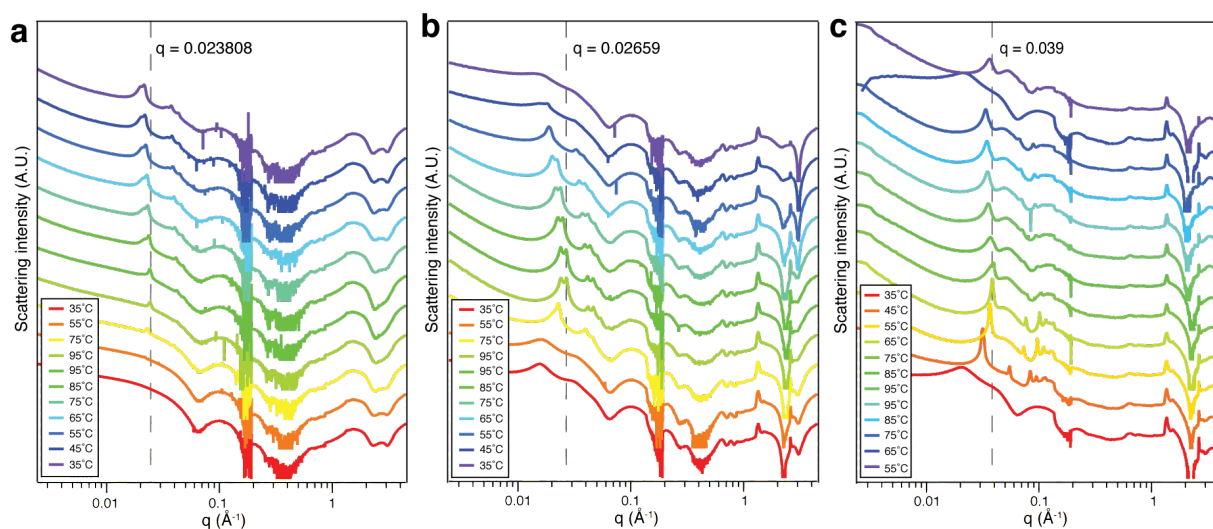 a
q = 0.023808
Scattering intensity (A.U.)
35°C
55°C
75°C
95°C
95°C
85°C
75°C
65°C
55°C
45°C
35°C
0.01
0.1
1
q (Å⁻¹)
b
q = 0.02659
Scattering intensity (A.U.)
35°C
55°C
75°C
95°C
95°C
85°C
75°C
65°C
55°C
45°C
35°C
0.01
0.1
1
q (Å⁻¹)
c
q = 0.039
Scattering intensity (A.U.)
35°C
45°C
55°C
65°C
75°C
85°C
95°C
85°C
75°C
65°C
55°C
0.01
0.1
1
q (Å⁻¹)